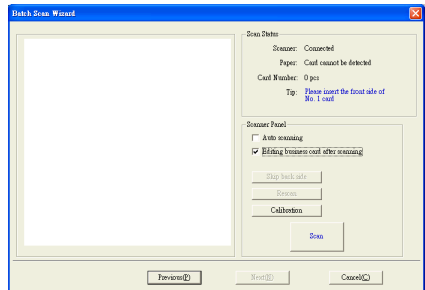 Batch Scan Wizard
Scan Status
Scanner: Connected
Paper: Card cannot be detected
Card Number: 0 pcs
Tip: Please insert the front side of
No. 1 card
Scanner Panel
Auto scanning
Editing business card after scanning
Skip back side
Rescan
Calibration
Scan
Previous(P)
Next(N)
Cancel(C)